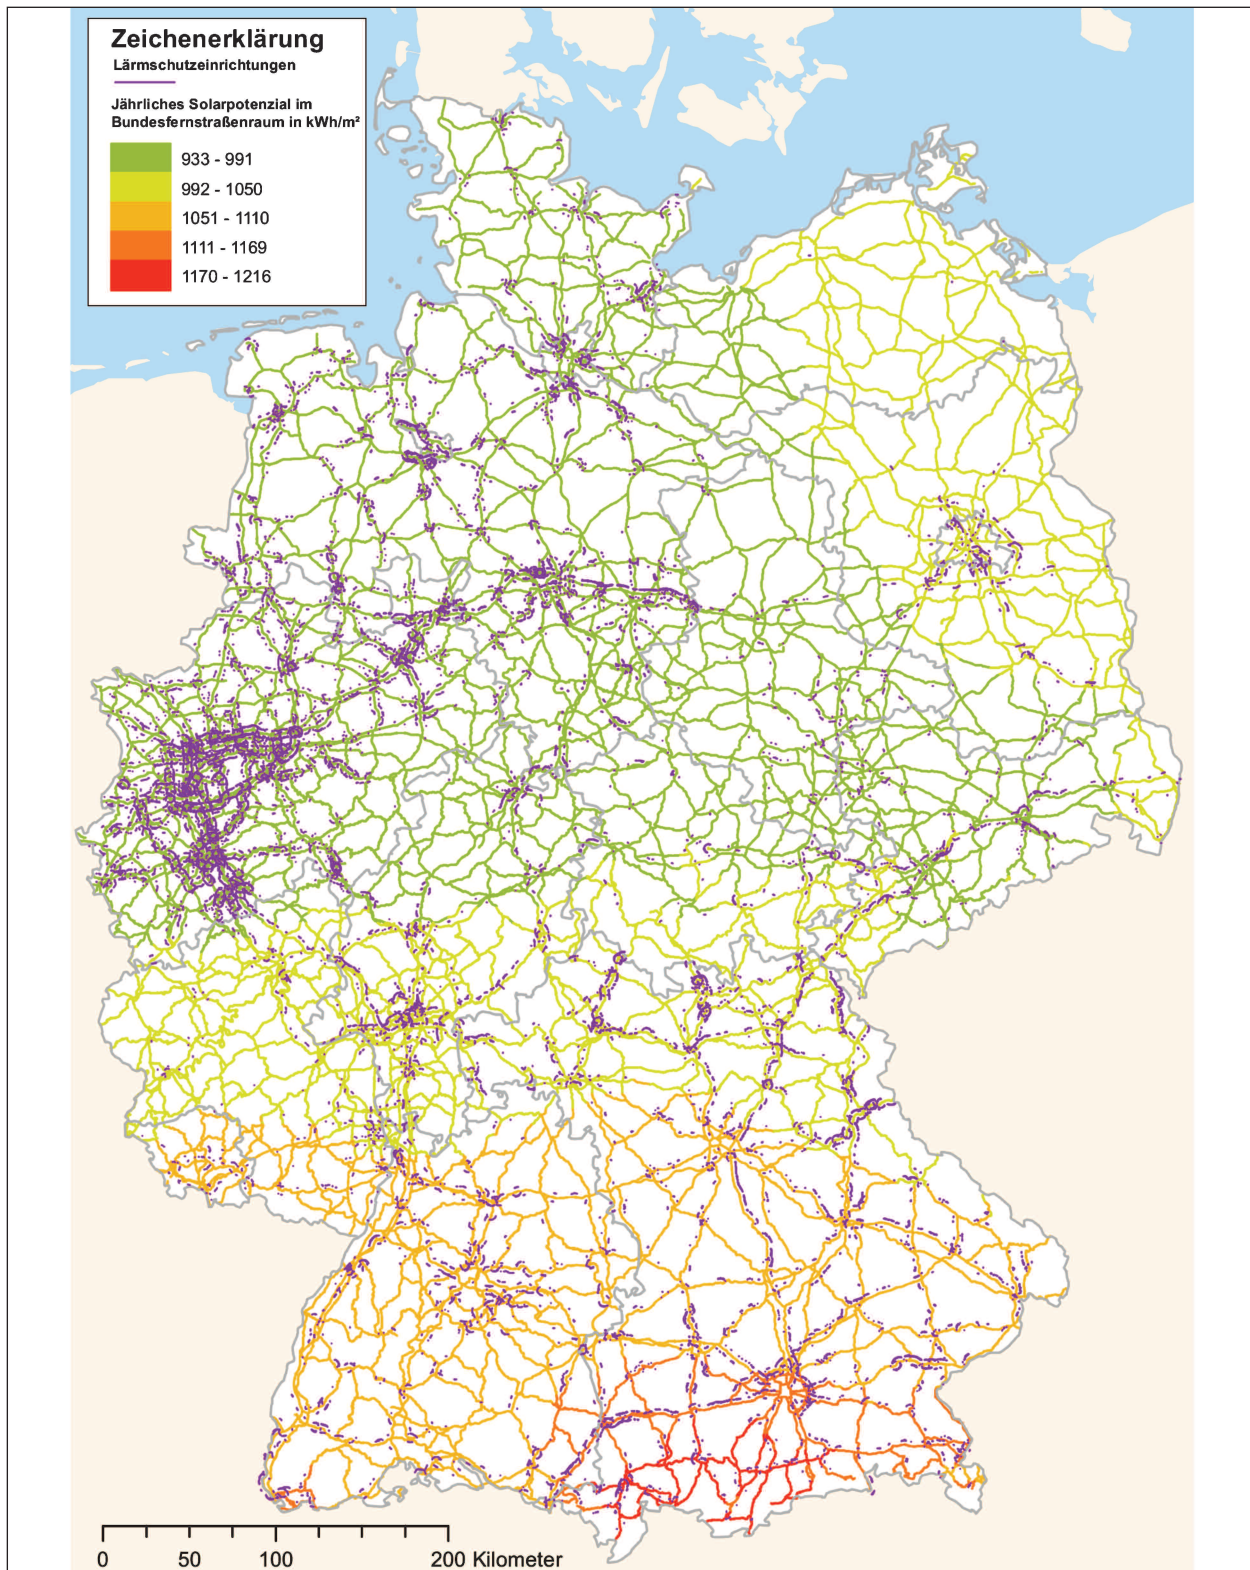 Zeichenerklärung
Lärmschutzeinrichtungen
Jährliches Solarpotenzial im
Bundesfernstraßenraum in kWh/m²
933 - 991
992 - 1050
1051 - 1110
1111 - 1169
1170 - 1216
0 50 100 200 Kilometer